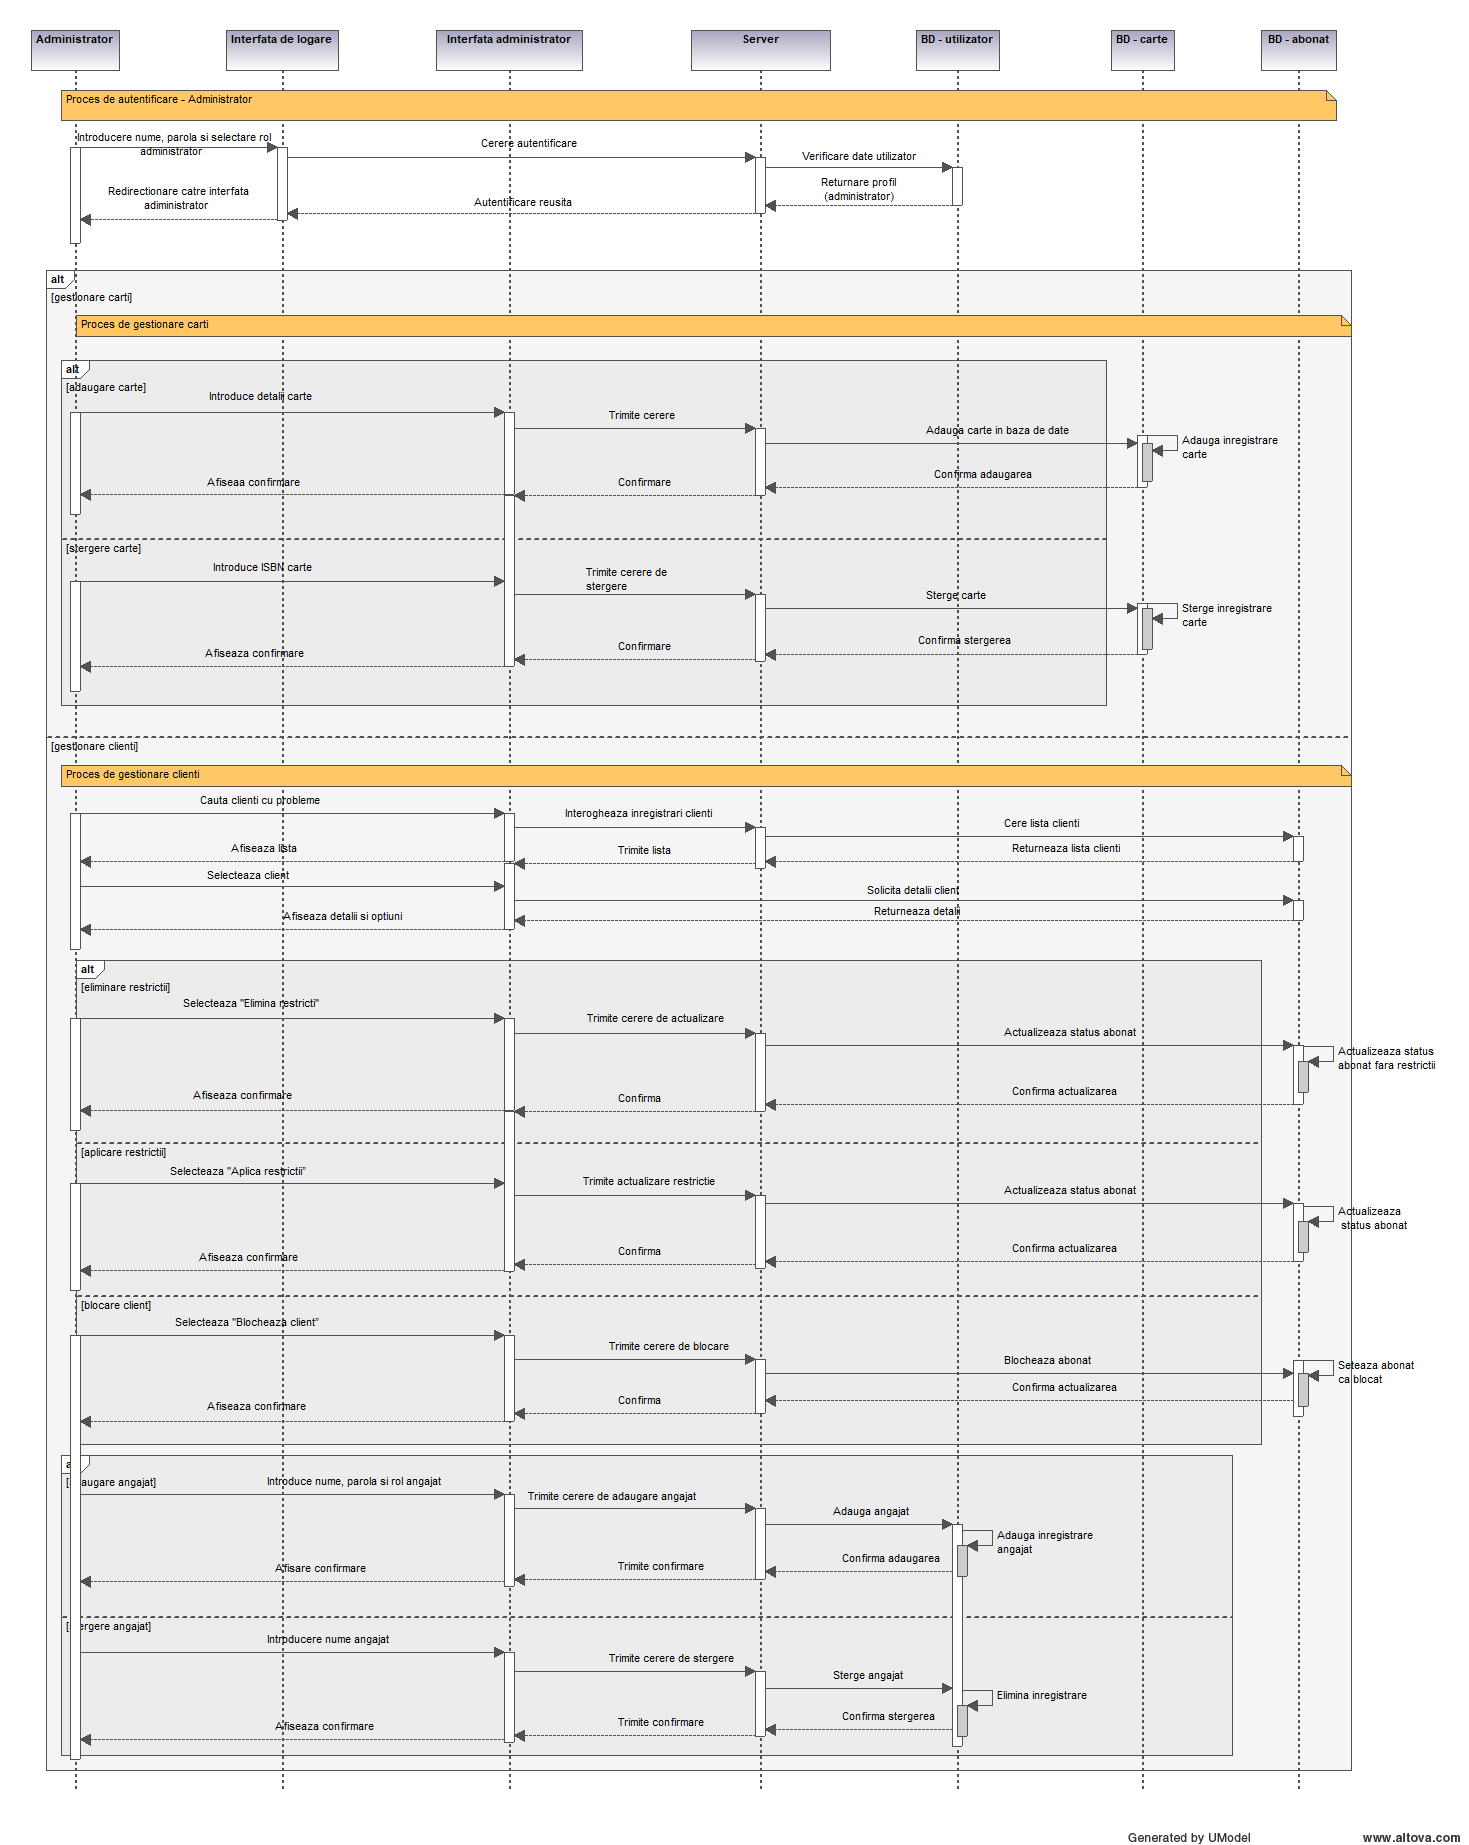 Administrator
Interfata de logare
Interfata administrator
Server
BD - utilizator
BD - carte
BD - abonat
Proces de autentificare - Administrator
Introducere nume, parola si selectare rol
administrator
Cerere autentificare
Verificare date utilizator
Returnare profil
(administrator)
Redirectionare catre interfata
adiministrator
Autentificare reusita
alt
[gestionare carti]
Proces de gestionare carti
alt
[adaugare carte]
Introduce detalii carte
Trimite cerere
Adauga carte in baza de date
Adauga inregistrare
carte
Confirma adaugarea
Confirmare
Afiseaa confirmare
[stergere carte]
Introduce ISBN carte
Trimite cerere de
stergere
Sterge carte
Sterge inregistrare
carte
Confirma stergerea
Confirmare
Afiseaza confirmare
[gestionare clienti]
Proces de gestionare clienti
Cauta clienti cu probleme
Interogheaza inregistrari clienti
Cere lista clienti
Returneaza lista clienti
Trimite lista
Afiseaza lista
Selecteaza client
Solicita detalii client
Returneaza detalii
Afiseaza detalii si optiuni
alt
[eliminare restrictii]
Selecteaza "Elimina restricti"
Trimite cerere de actualizare
Actualizeaza status abonat
Actualizeaza status
abonat fara restrictii
Confirma actualizarea
Confirma
Afiseaza confirmare
[aplicare restrictii]
Selecteaza "Aplica restrictii"
Trimite actualizare restrictie
Actualizeaza status abonat
Actualizeaza
status abonat
Confirma actualizarea
Confirma
Afiseaza confirmare
[blocare client]
Selecteaza "Blocheaza client"
Trimite cerere de blocare
Blocheaza abonat
Seteaza abonat
ca blocat
Confirma actualizarea
Confirma
Afiseaza confirmare
Introduce nume, parola si rol angajat
Trimite cerere de adaugare angajat
Adauga angajat
Adauga inregistrare
angajat
Confirma adaugarea
Trimite confirmare
Afisare confirmare
Introducere nume angajat
Trimite cerere de stergere
Sterge angajat
Elimina inregistrare
Confirma stergerea
Trimite confirmare
Afiseaza confirmare
Generated by UModel
www.altova.com